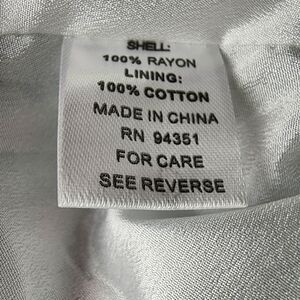 SHELL:
100% RAYON
LINING:
100% COTTON
MADE IN CHINA
RN 94351
FOR CARE
SEE REVERSE